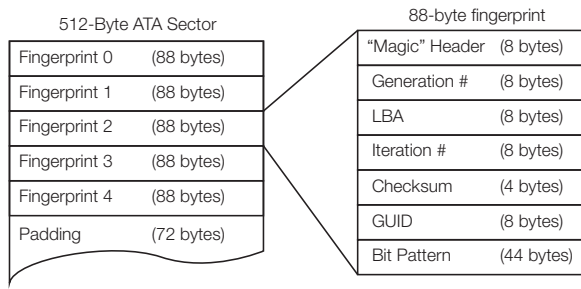 512-Byte ATA Sector
Fingerprint 0 (88 bytes)
Fingerprint 1 (88 bytes)
Fingerprint 2 (88 bytes)
Fingerprint 3 (88 bytes)
Fingerprint 4 (88 bytes)
Padding (72 bytes)
88-byte fingerprint
“Magic” Header (8 bytes)
Generation # (8 bytes)
LBA (8 bytes)
Iteration # (8 bytes)
Checksum (4 bytes)
GUID (8 bytes)
Bit Pattern (44 bytes)